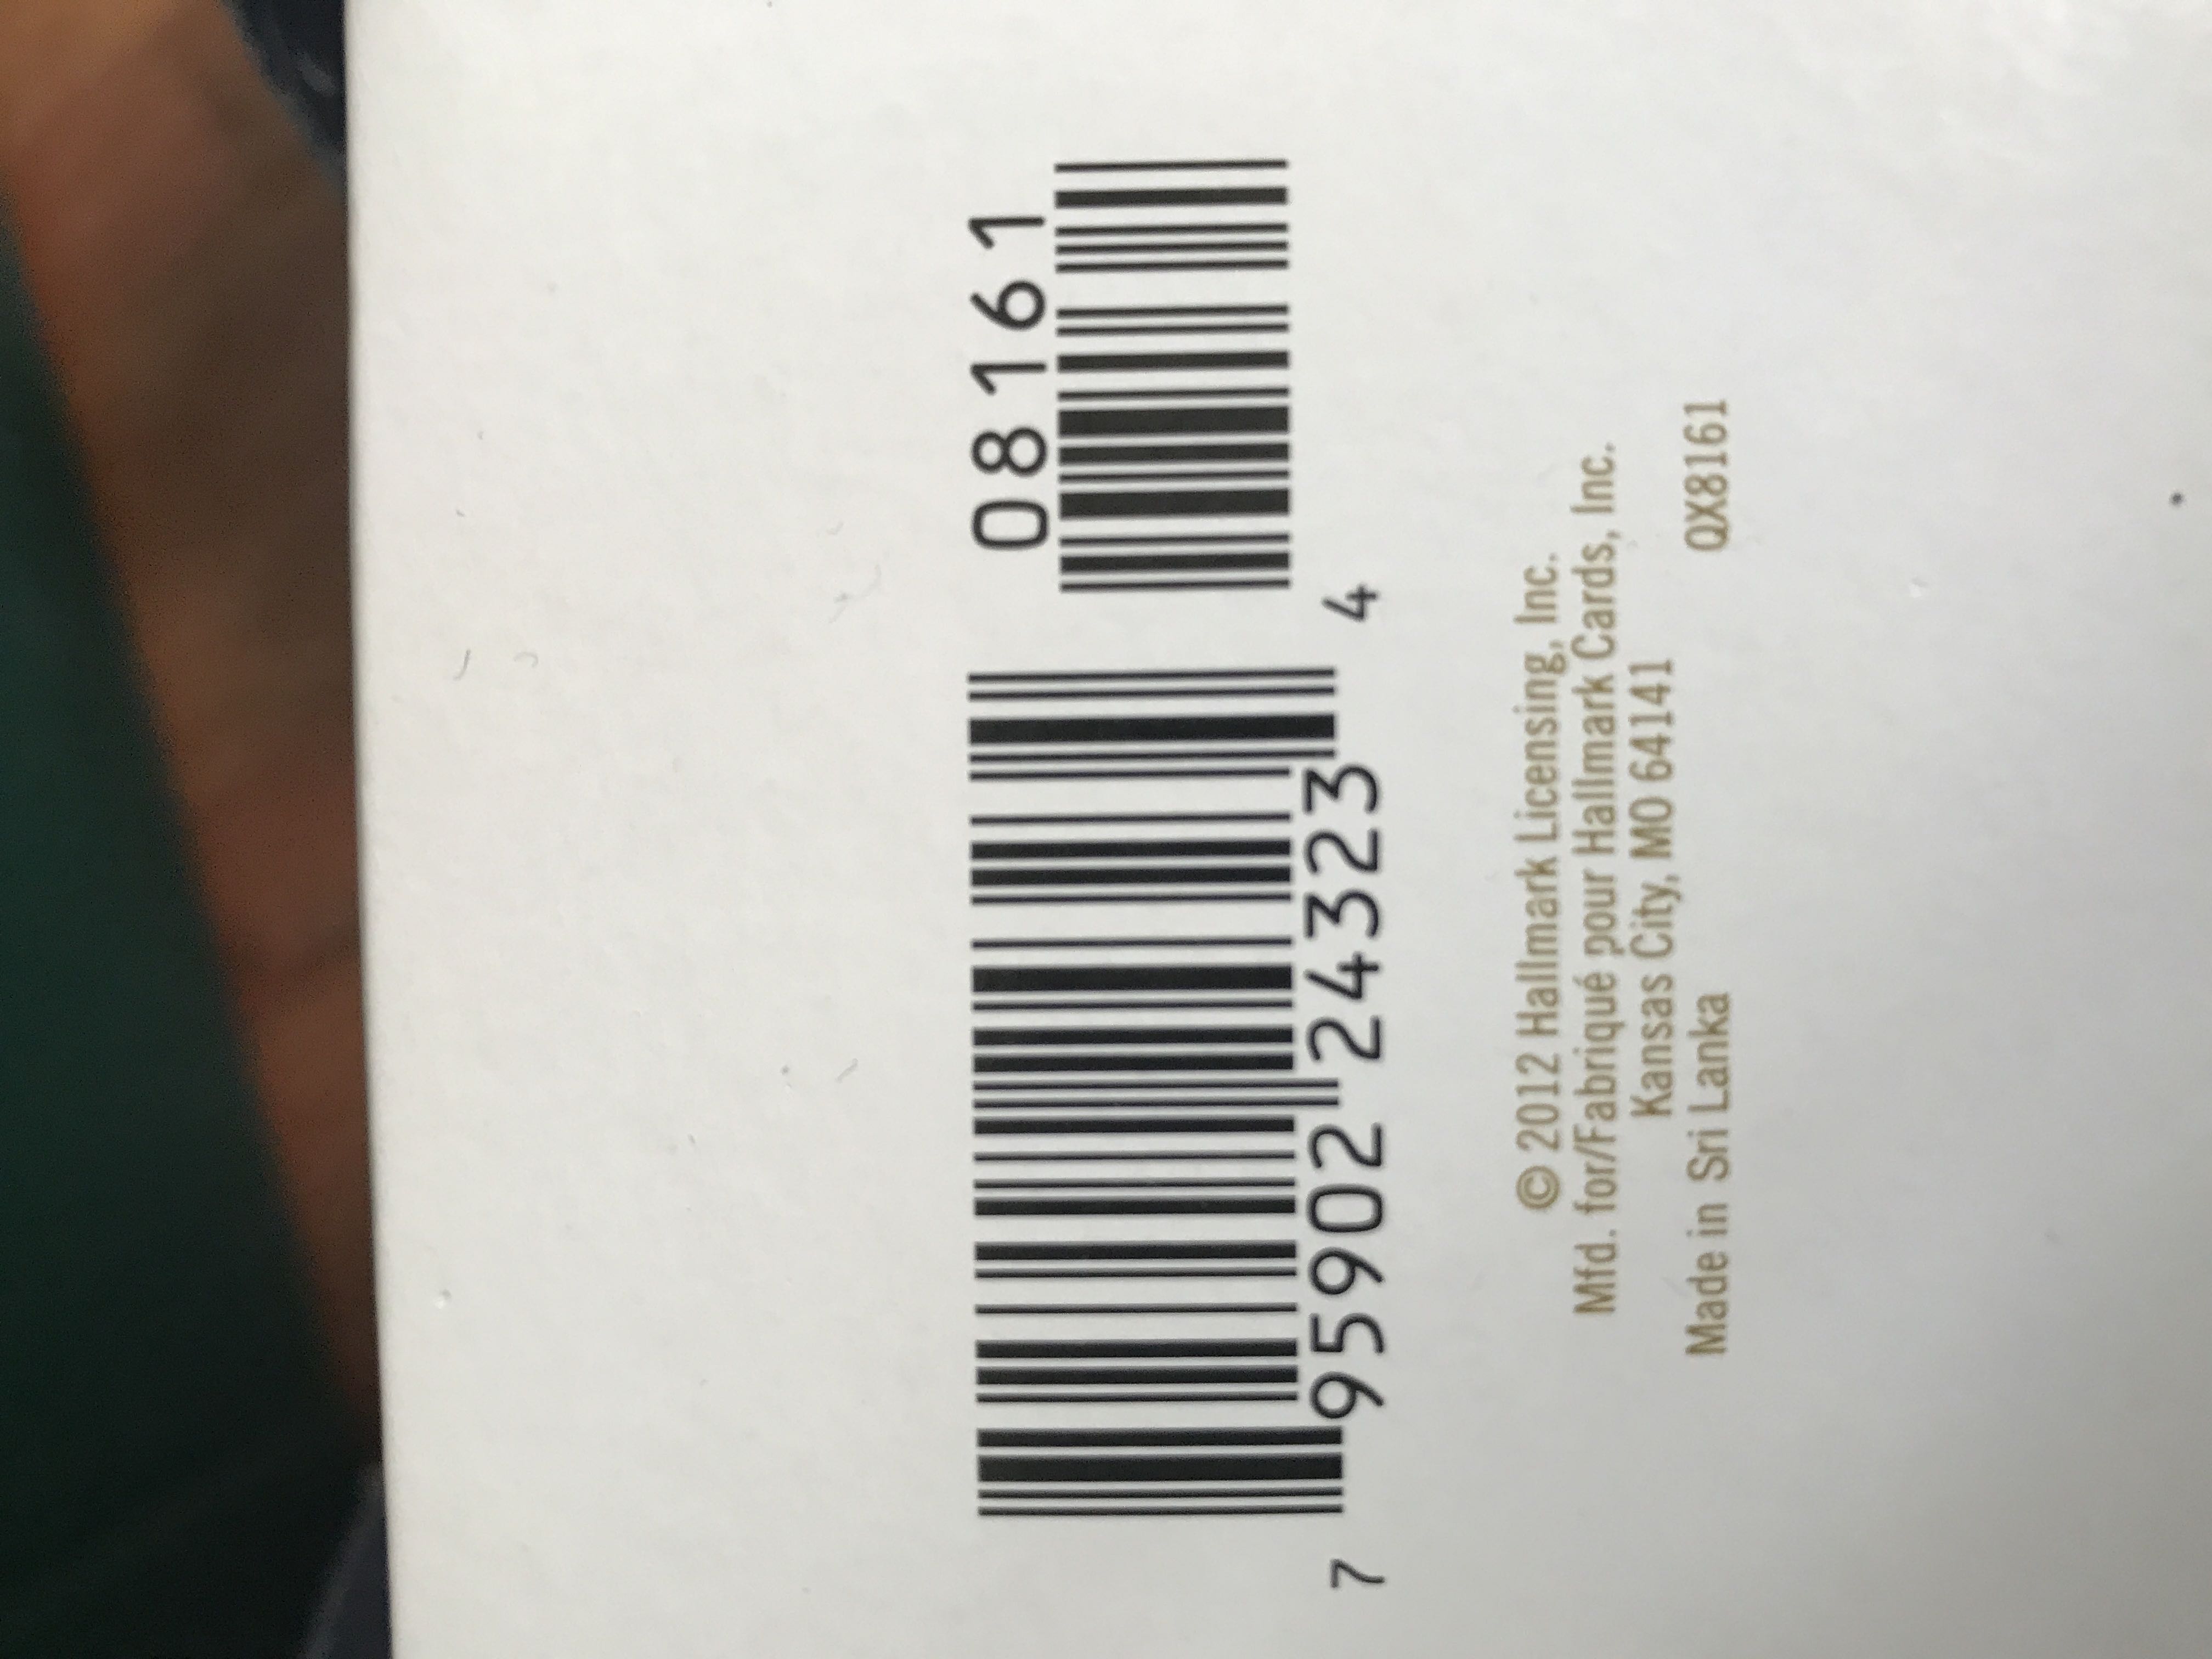 08161
7 95902 24323 4
© 2012 Hallmark Licensing, Inc.
Mfd. for/Fabriqué pour Hallmark Cards, Inc.
Kansas City, MO 64141
Made in Sri Lanka QX8161